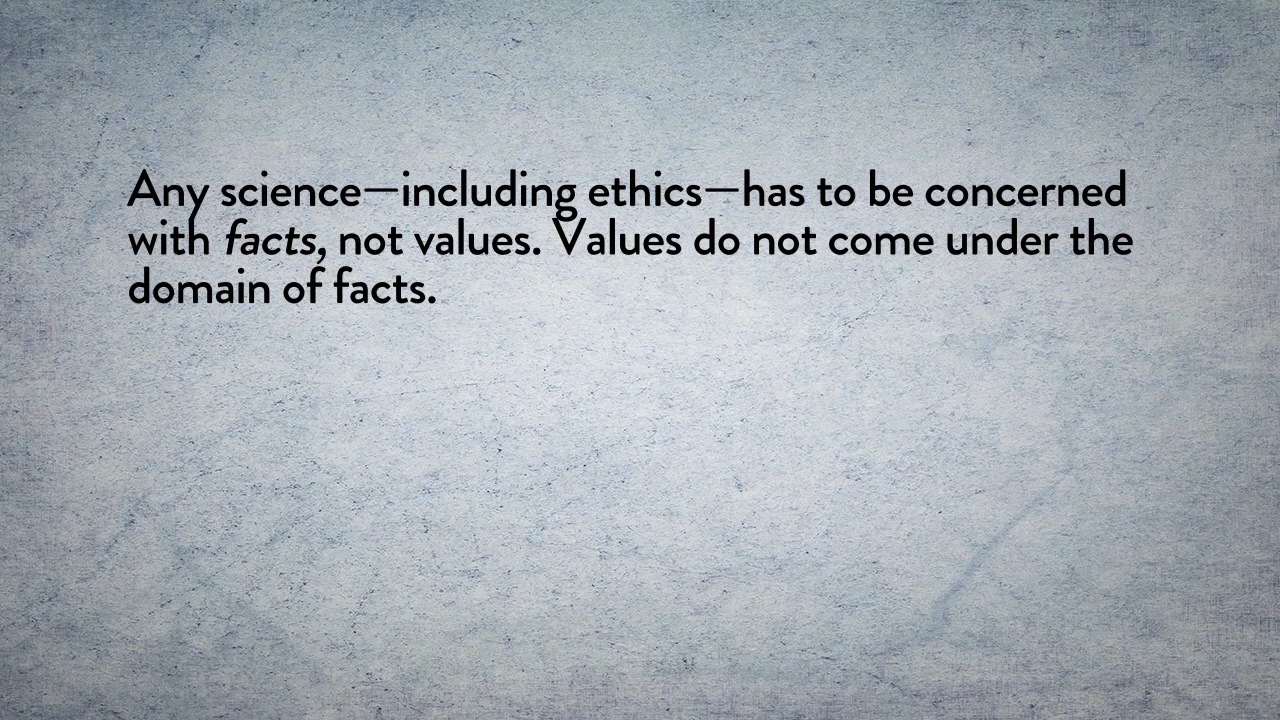 Any science—including ethics—has to be concerned
with facts, not values. Values do not come under the
domain of facts.